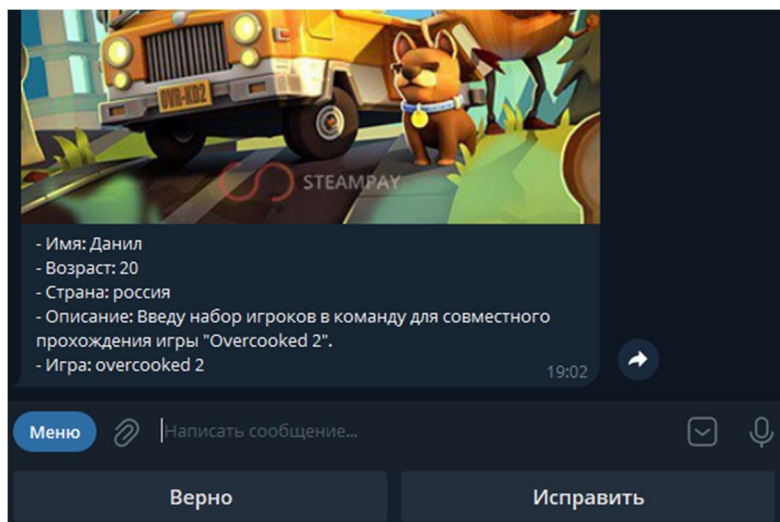 OVR-KD2
STEAMPAY
- Имя: Данил
- Возраст: 20
- Страна: россия
- Описание: Введу набор игроков в команду для совместного
прохождения игры "Overcooked 2".
- Игра: overcooked 2
19:02
Меню
Написать сообщение...
Верно
Исправить